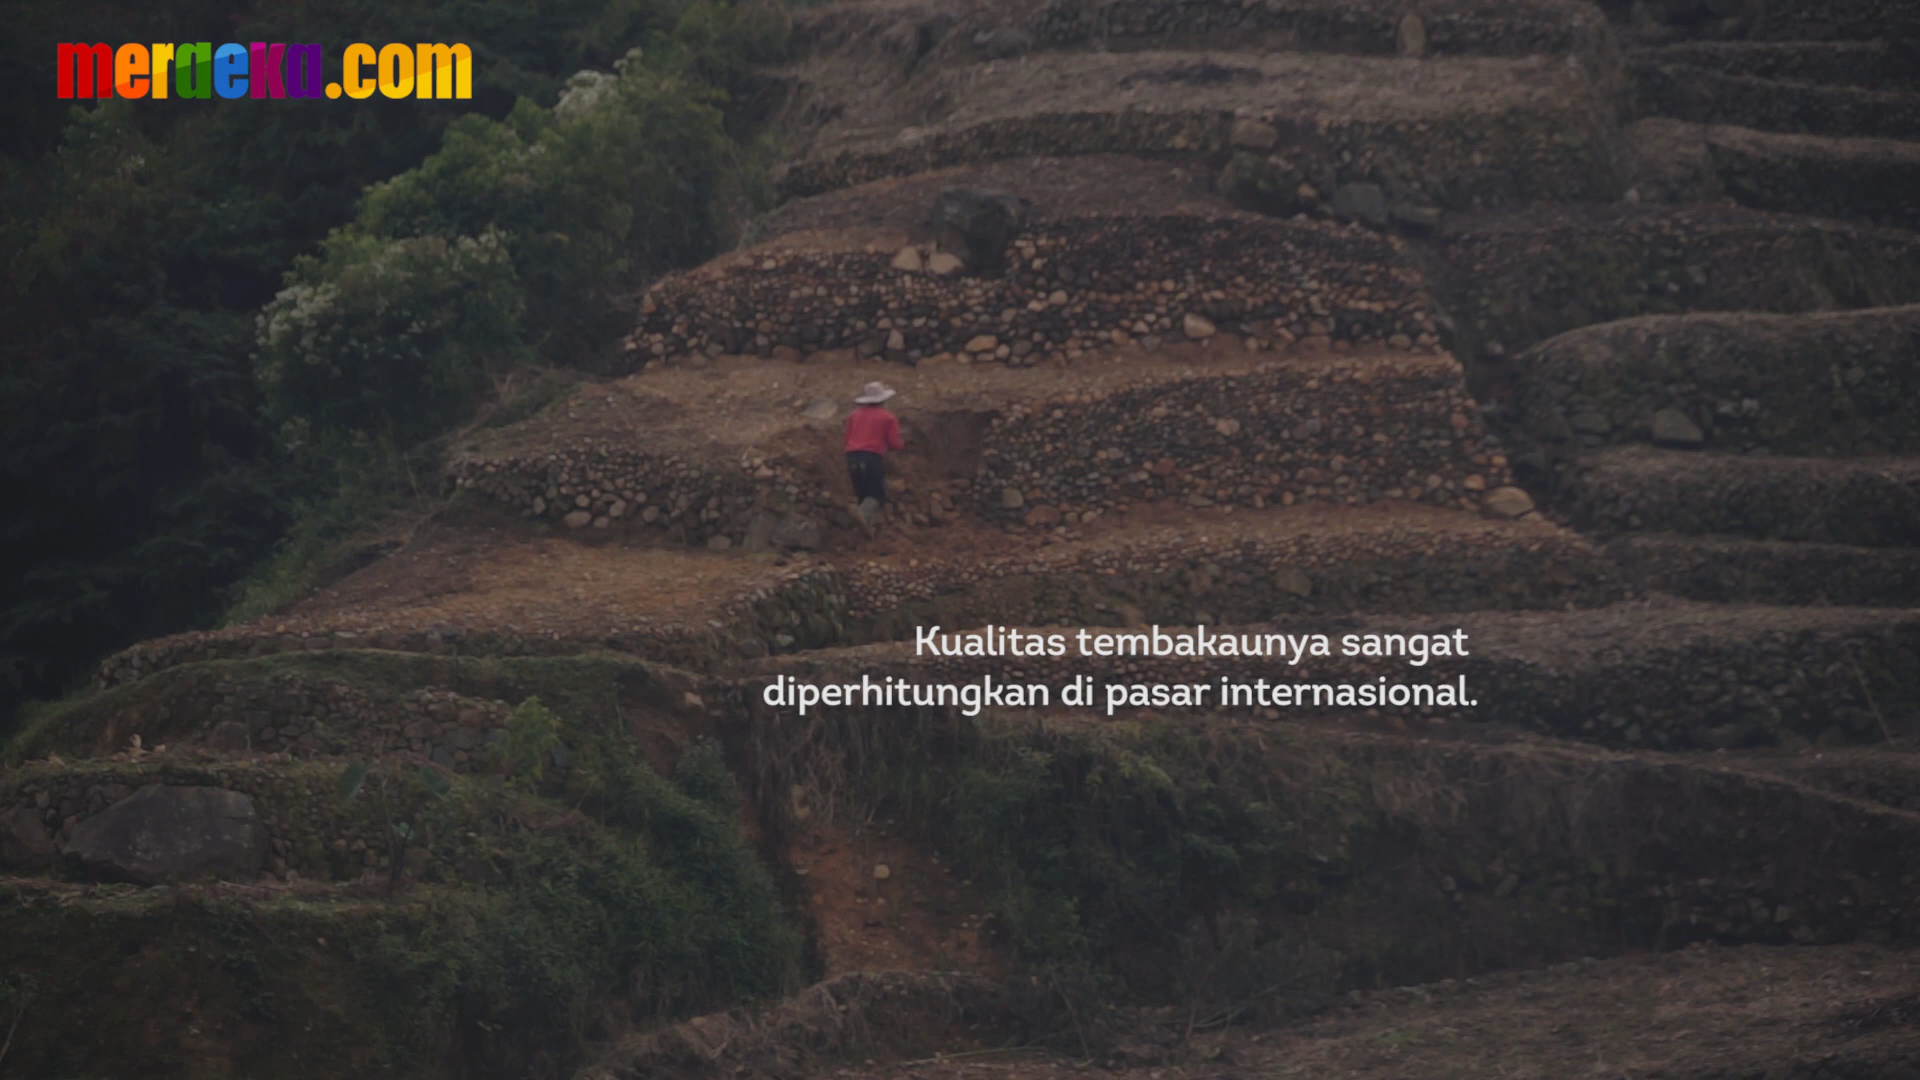 merdeka.com
Kualitas tembakaunya sangat
diperhitungkan di pasar internasional.